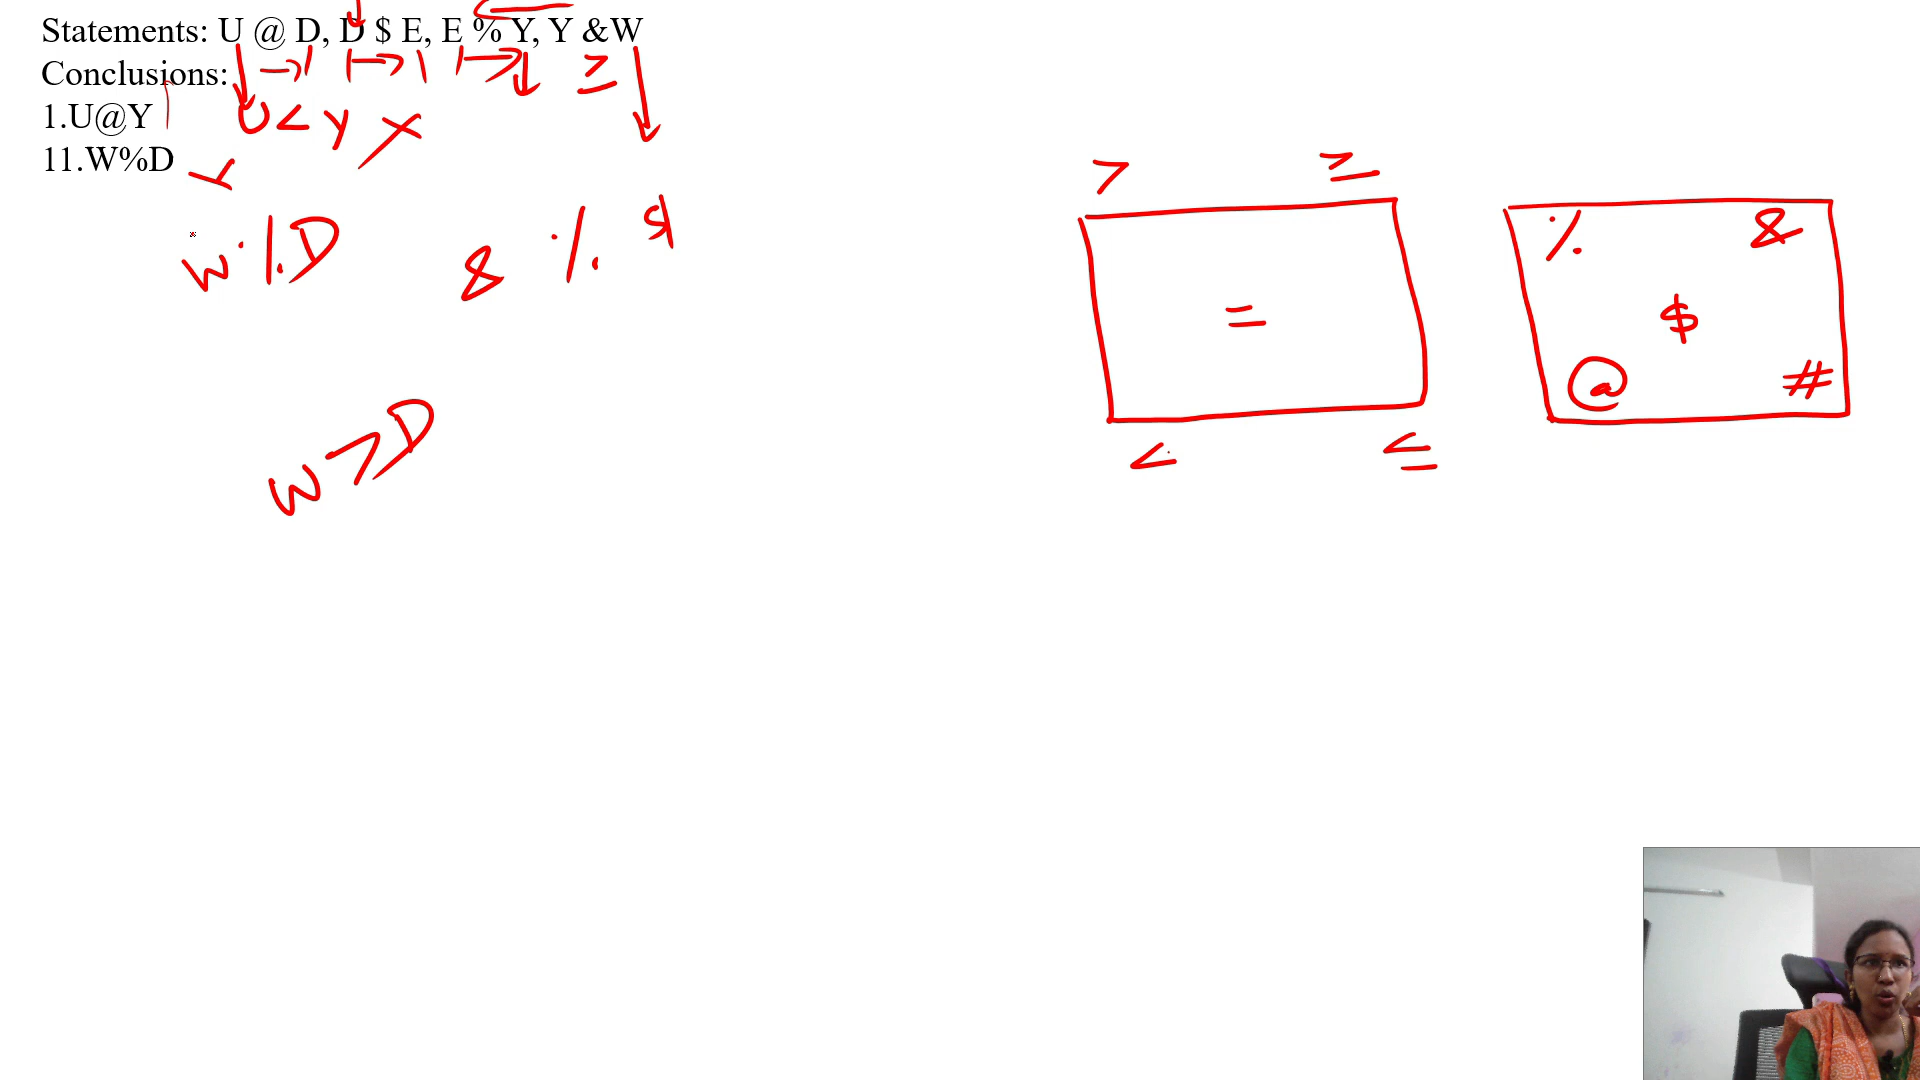 Statements: U @ D, D $ E, E % Y, Y &W
Conclusions:
≥
1.U@Y
U < Y ×
11.W%D
> ≥
W % D & % $
% &
= $
@ #
W > D
< ≤